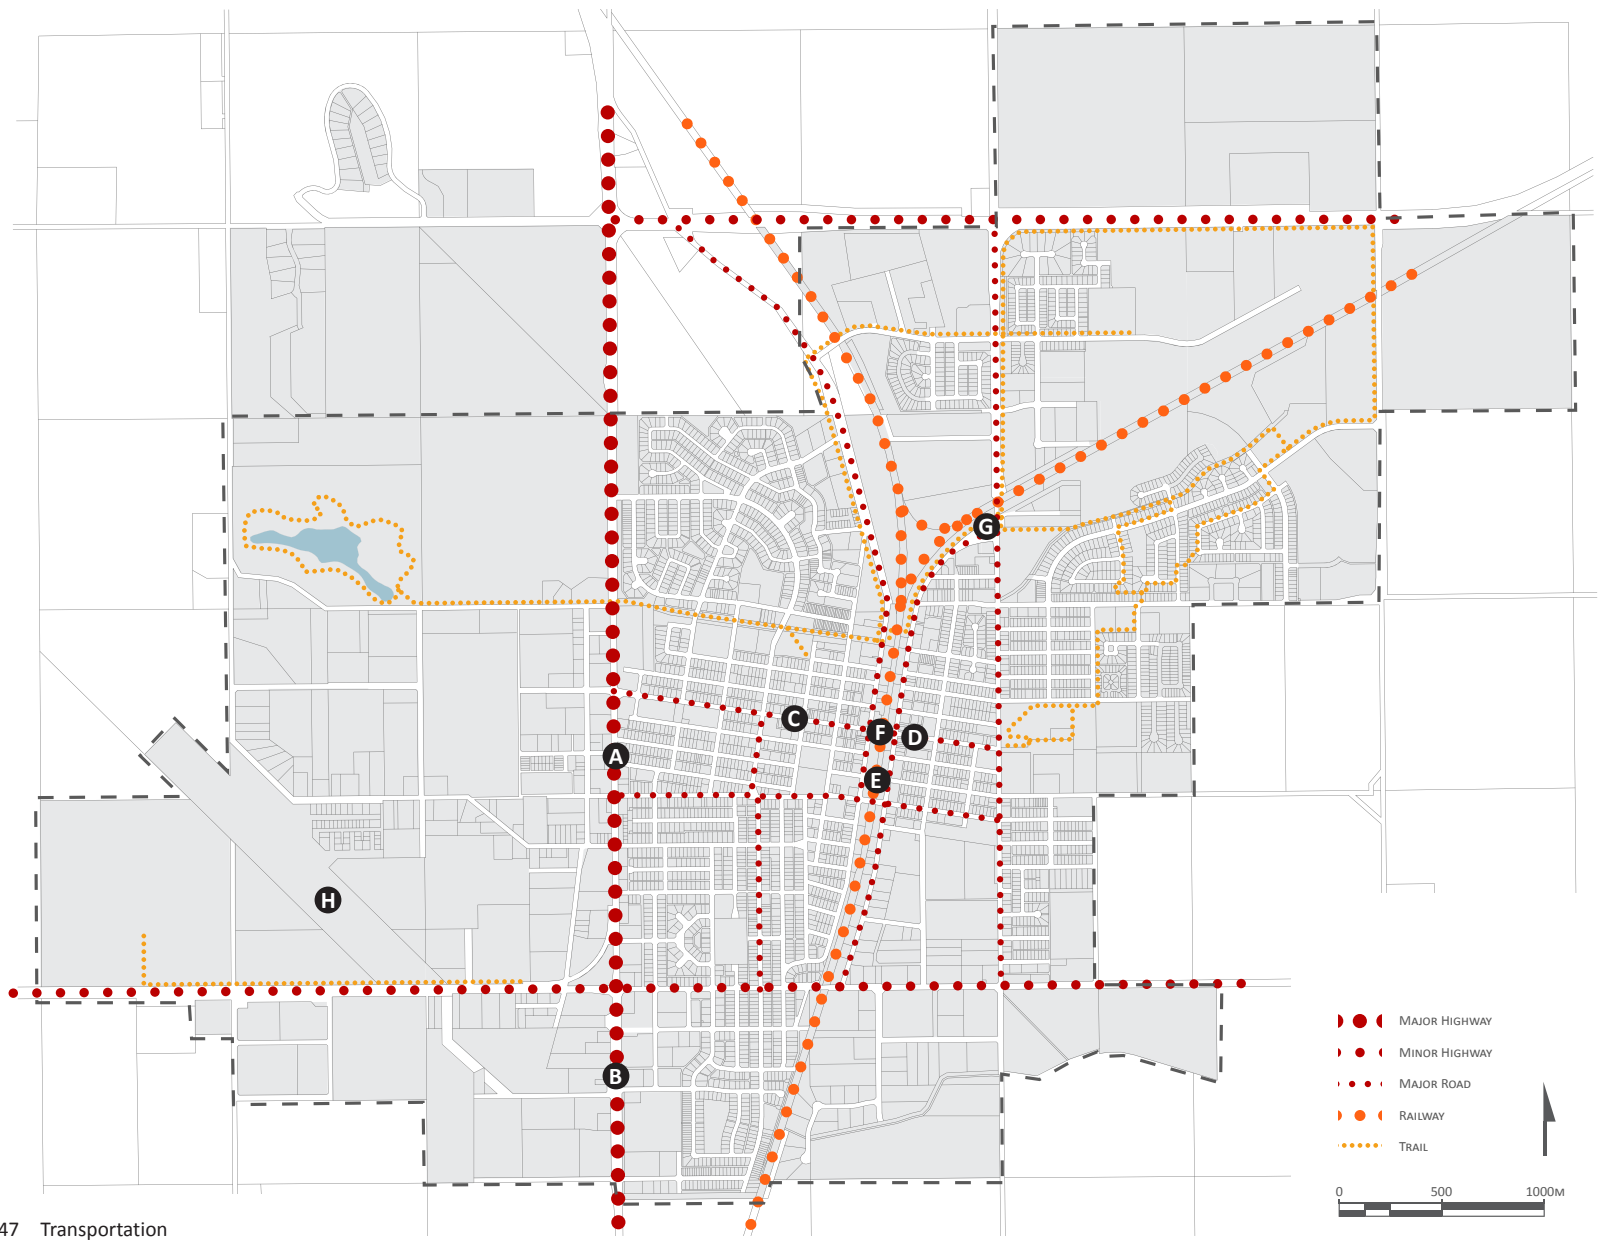 G
C
F
D
A
E
H
B
Major Highway
Minor Highway
Major Road
Railway
Trail
0 500 1000m
47 Transportation